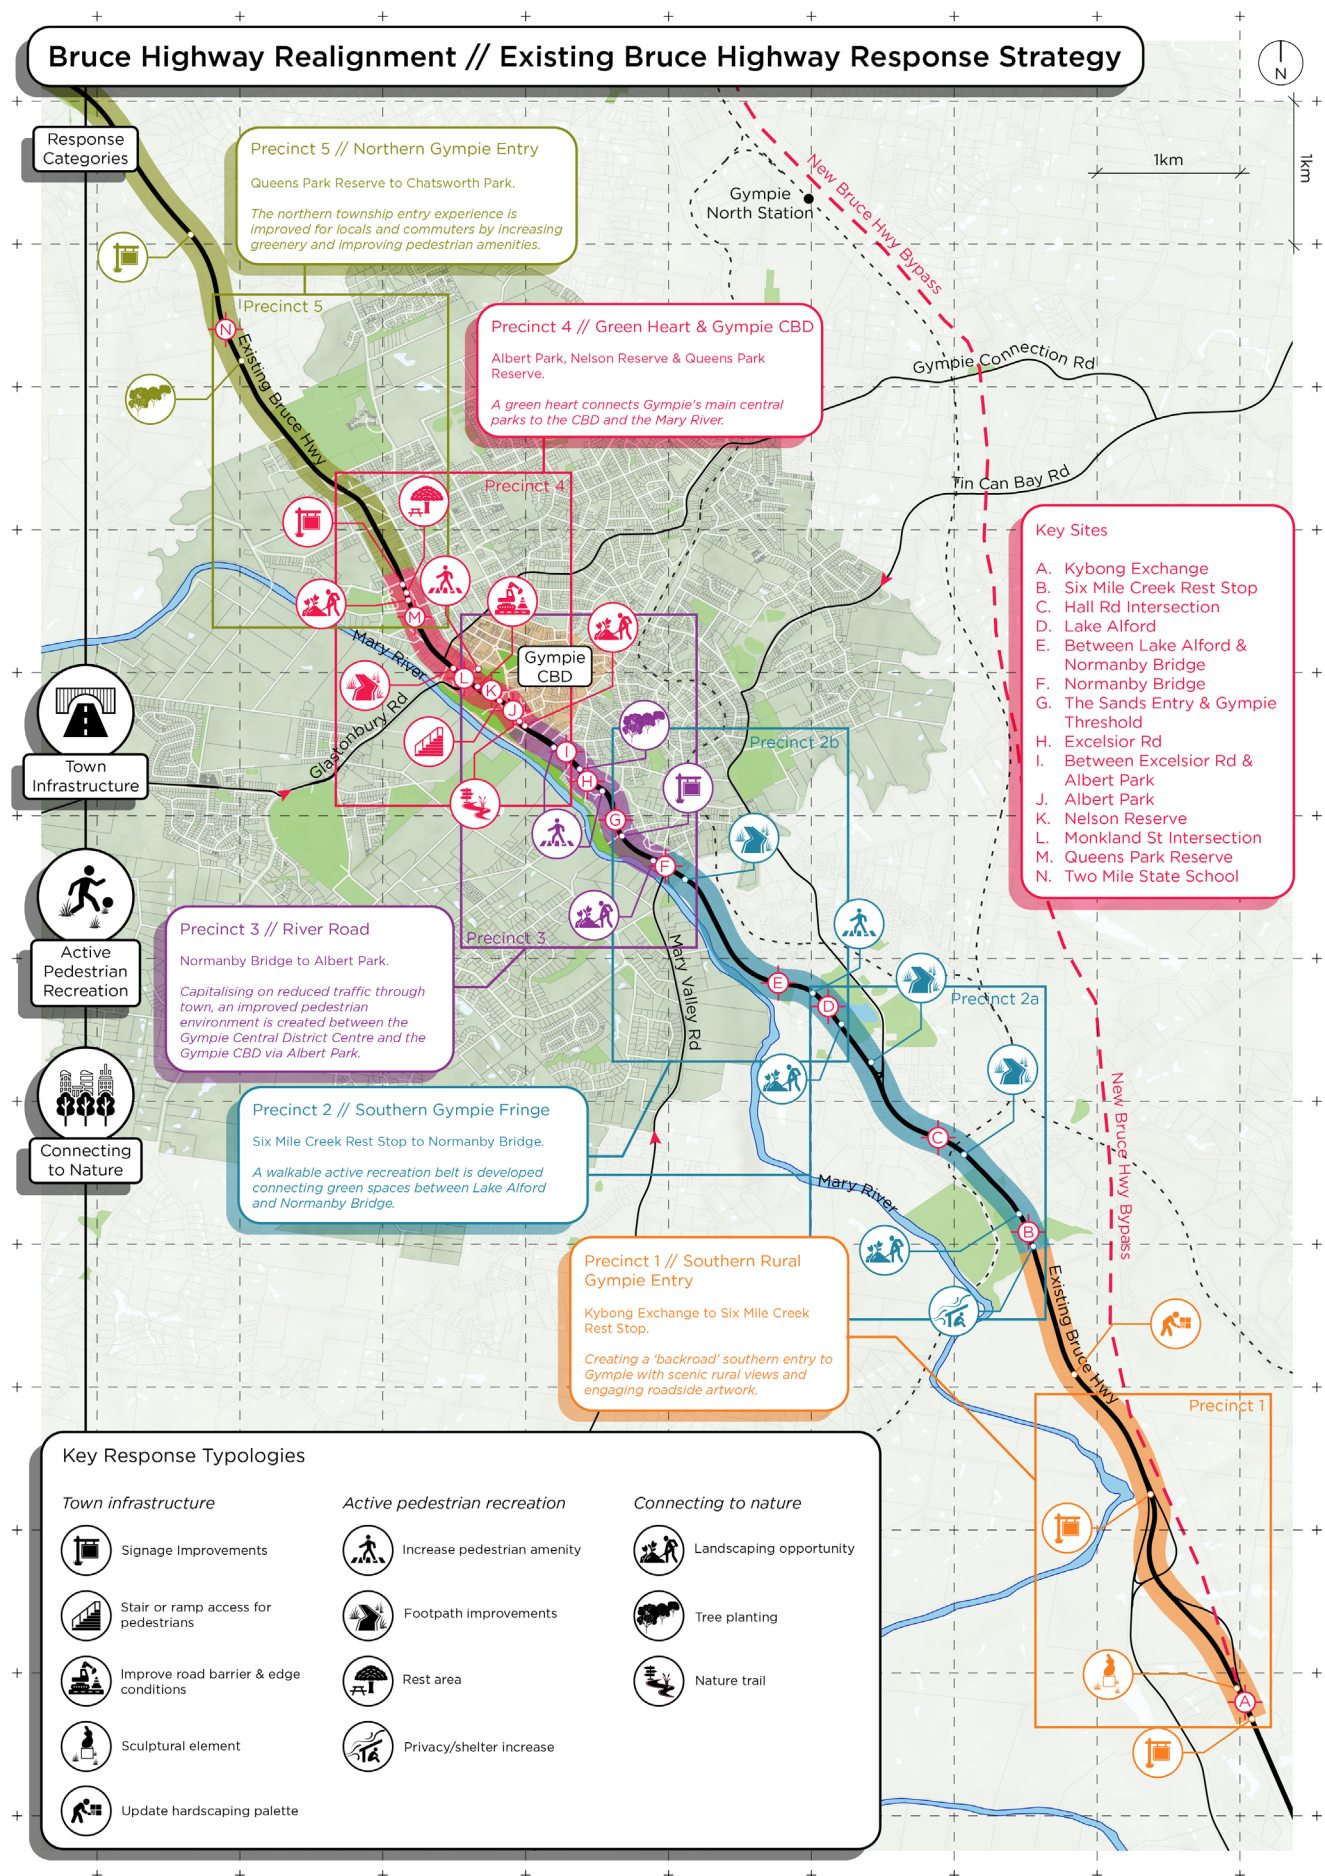 Bruce Highway Realignment // Existing Bruce Highway Response Strategy
N
Response
Categories
Precinct 5 // Northern Gympie Entry
Queens Park Reserve to Chatsworth Park.
The northern township entry experience is
improved for locals and commuters by increasing
greenery and improving pedestrian amenities.
1km
1km
Gympie
North Station
New Bruce Hwy Bypass
Precinct 5
N
Existing Bruce Hwy
Precinct 4 // Green Heart & Gympie CBD
Albert Park, Nelson Reserve & Queens Park
Reserve.
A green heart connects Gympie's main central
parks to the CBD and the Mary River.
Gympie Connection Rd
Tin Can Bay Rd
Precinct 4
Key Sites
A. Kybong Exchange
B. Six Mile Creek Rest Stop
C. Hall Rd Intersection
D. Lake Alford
E. Between Lake Alford &
Normanby Bridge
F. Normanby Bridge
G. The Sands Entry & Gympie
Threshold
H. Excelsior Rd
I. Between Excelsior Rd &
Albert Park
J. Albert Park
K. Nelson Reserve
L. Monkland St Intersection
M. Queens Park Reserve
N. Two Mile State School
M
Mary River
Gympie
CBD
L
K
J
Glastonbury Rd
Town
Infrastructure
I
H
G
F
Precinct 2b
Active
Pedestrian
Recreation
Precinct 3 // River Road
Normanby Bridge to Albert Park.
Capitalising on reduced traffic through
town, an improved pedestrian
environment is created between the
Gympie Central District Centre and the
Gympie CBD via Albert Park.
Precinct 3
Mary Valley Rd
E
D
Precinct 2a
Connecting
to Nature
Precinct 2 // Southern Gympie Fringe
Six Mile Creek Rest Stop to Normanby Bridge.
A walkable active recreation belt is developed
connecting green spaces between Lake Alford
and Normanby Bridge.
C
Mary River
B
New Bruce Hwy Bypass
Precinct 1 // Southern Rural
Gympie Entry
Kybong Exchange to Six Mile Creek
Rest Stop.
Creating a 'backroad' southern entry to
Gympie with scenic rural views and
engaging roadside artwork.
Existing Bruce Hwy
Precinct 1
A
Key Response Typologies
Town infrastructure
Signage Improvements
Stair or ramp access for
pedestrians
Improve road barrier & edge
conditions
Sculptural element
Update hardscaping palette
Active pedestrian recreation
Increase pedestrian amenity
Footpath improvements
Rest area
Privacy/shelter increase
Connecting to nature
Landscaping opportunity
Tree planting
Nature trail